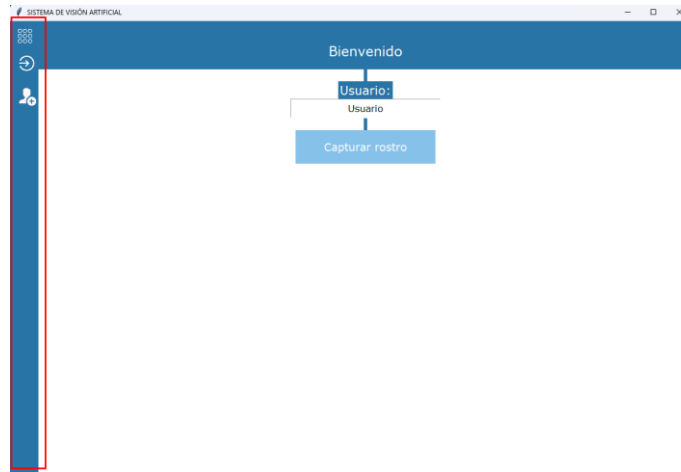 SISTEMA DE VISIÓN ARTIFICIAL
Bienvenido
Usuario:
Usuario
Capturar rostro